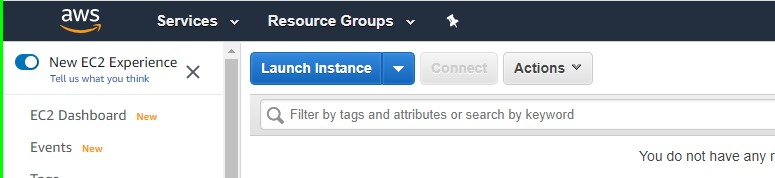 aws Services Resource Groups
New EC2 Experience
Tell us what you think
Launch Instance Connect Actions
Filter by tags and attributes or search by keyword
EC2 Dashboard New
Events New
Tags
You do not have any